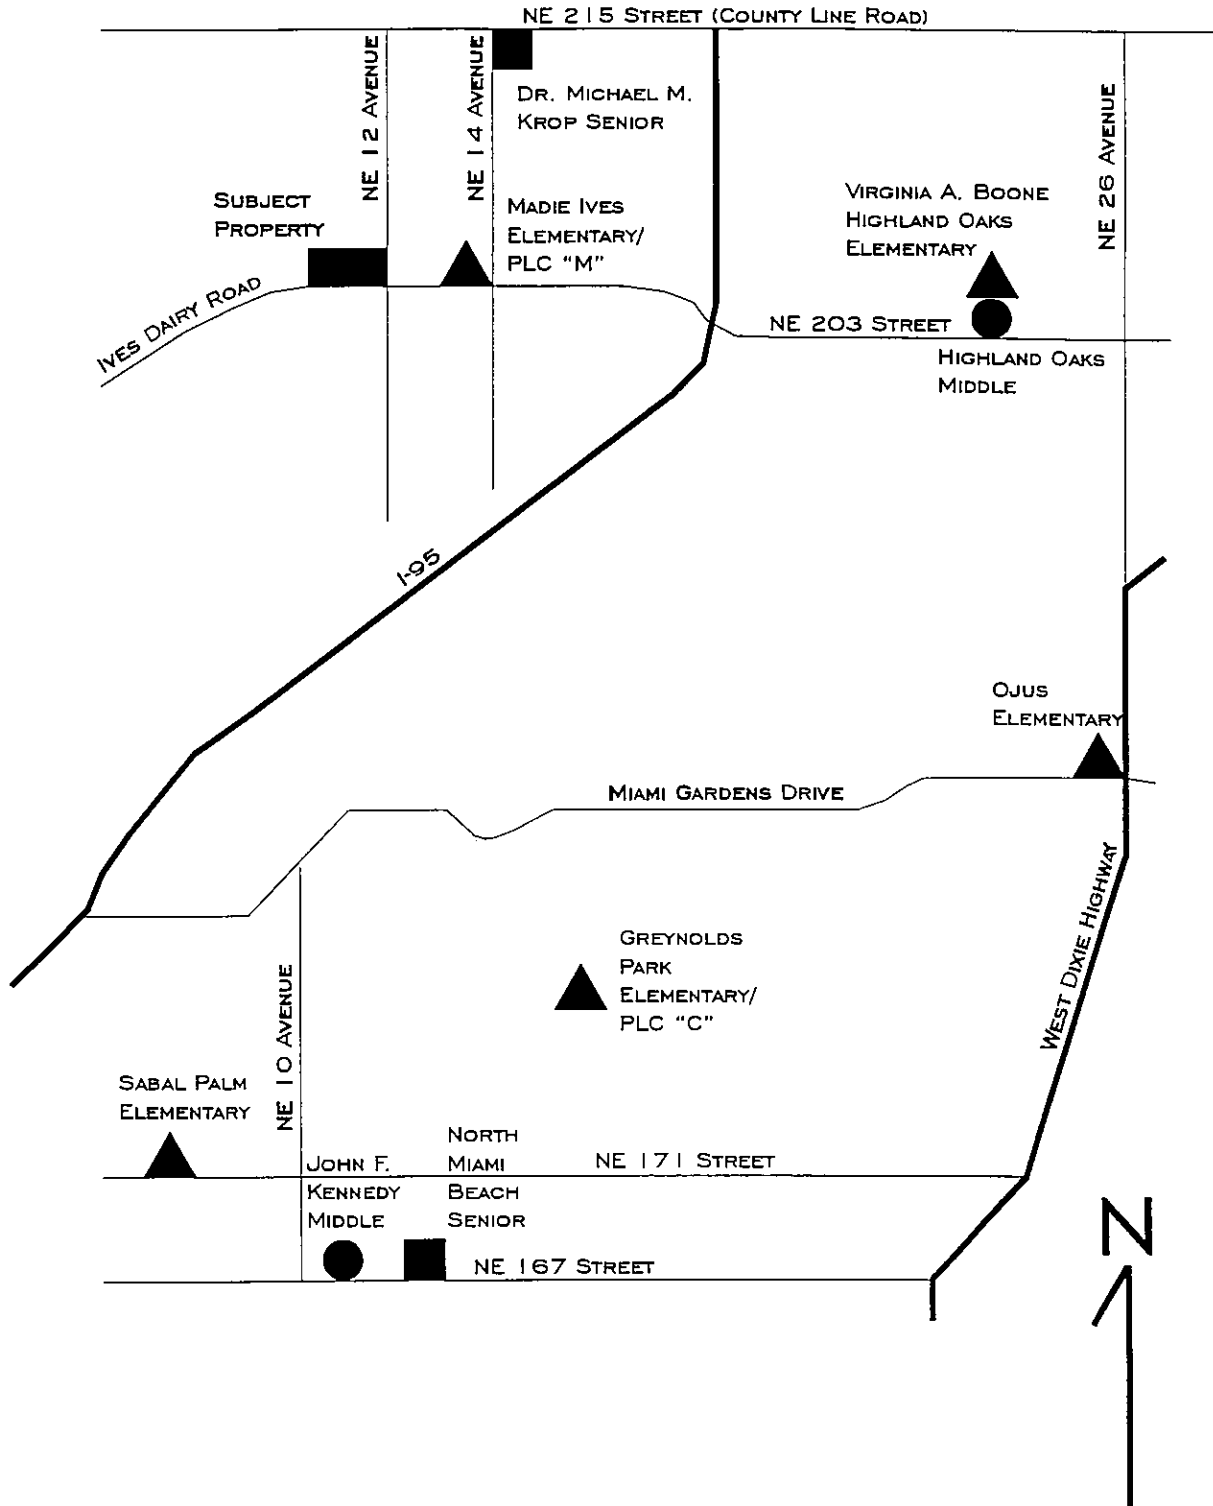 NE 215 STREET (COUNTY LINE ROAD)
NE 12 AVENUE
NE 14 AVENUE
DR. MICHAEL M.
KROP SENIOR
NE 26 AVENUE
SUBJECT
PROPERTY
MADIE IVES
ELEMENTARY/
PLC "M"
VIRGINIA A. BOONE
HIGHLAND OAKS
ELEMENTARY
IVES DAIRY ROAD
NE 203 STREET
HIGHLAND OAKS
MIDDLE
I-95
OJUS
ELEMENTARY
MIAMI GARDENS DRIVE
WEST DIXIE HIGHWAY
GREYNOLDS
PARK
ELEMENTARY/
PLC "C"
NE 10 AVENUE
SABAL PALM
ELEMENTARY
JOHN F.
KENNEDY
MIDDLE
NORTH
MIAMI
BEACH
SENIOR
NE 171 STREET
NE 167 STREET
N